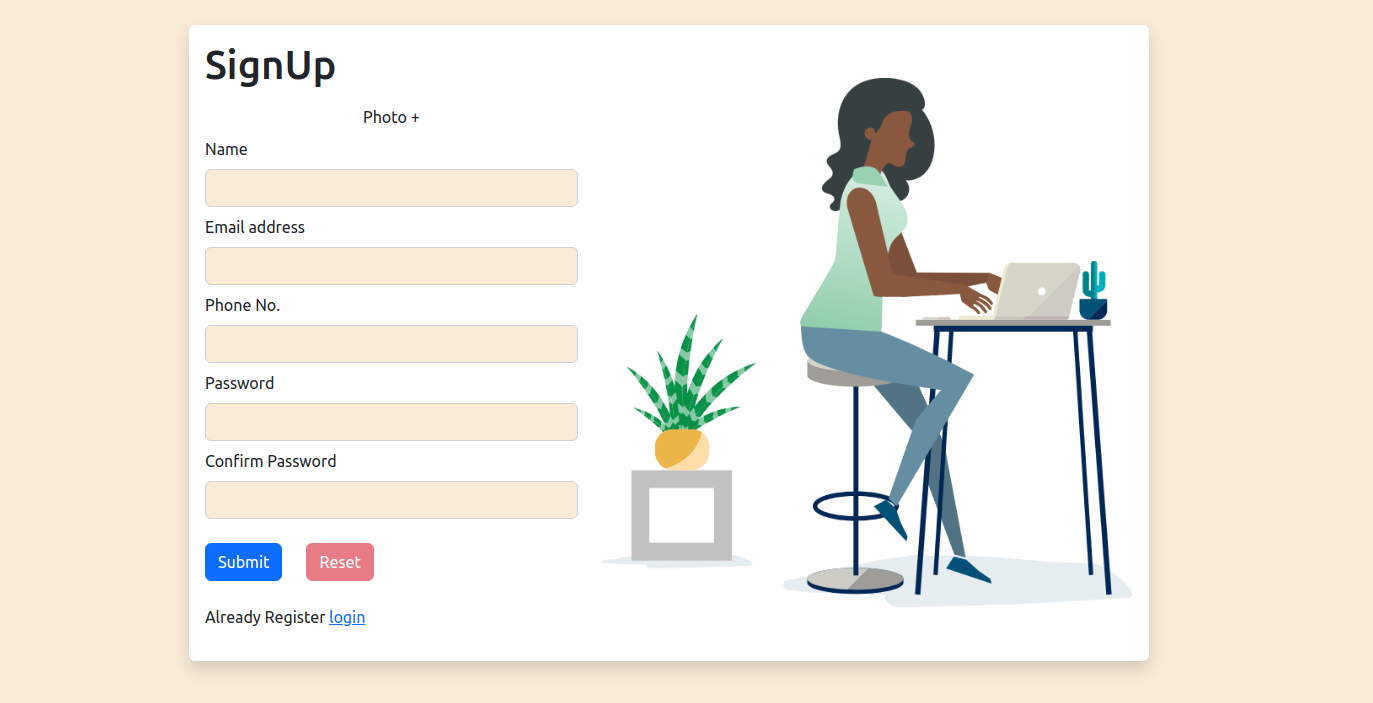 SignUp
Photo +
Name
Email address
Phone No.
Password
Confirm Password
Submit Reset
Already Register login